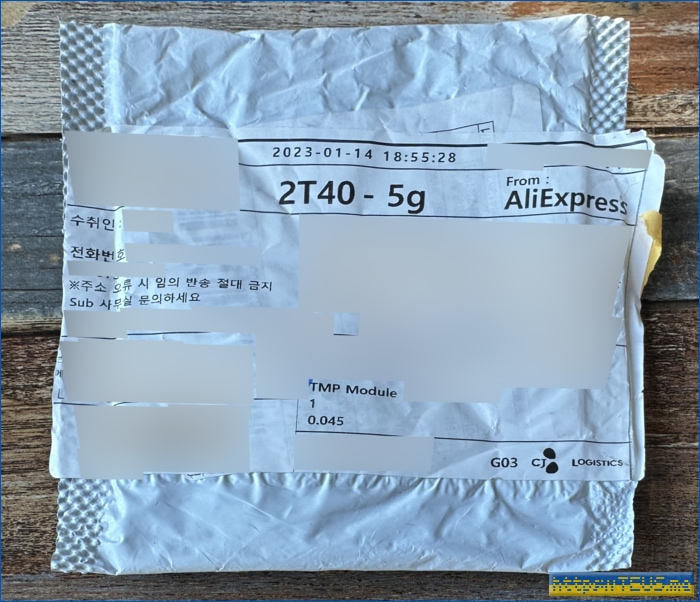 2023-01-14 18:55:28
2T40 - 5g
From :
AliExpress
수취인:
전화번호
※주소 오류 시 임의 반송 절대 금지
Sub 사무실 문의하세요
TMP Module
1
0.045
G03 CJ LOGISTICS